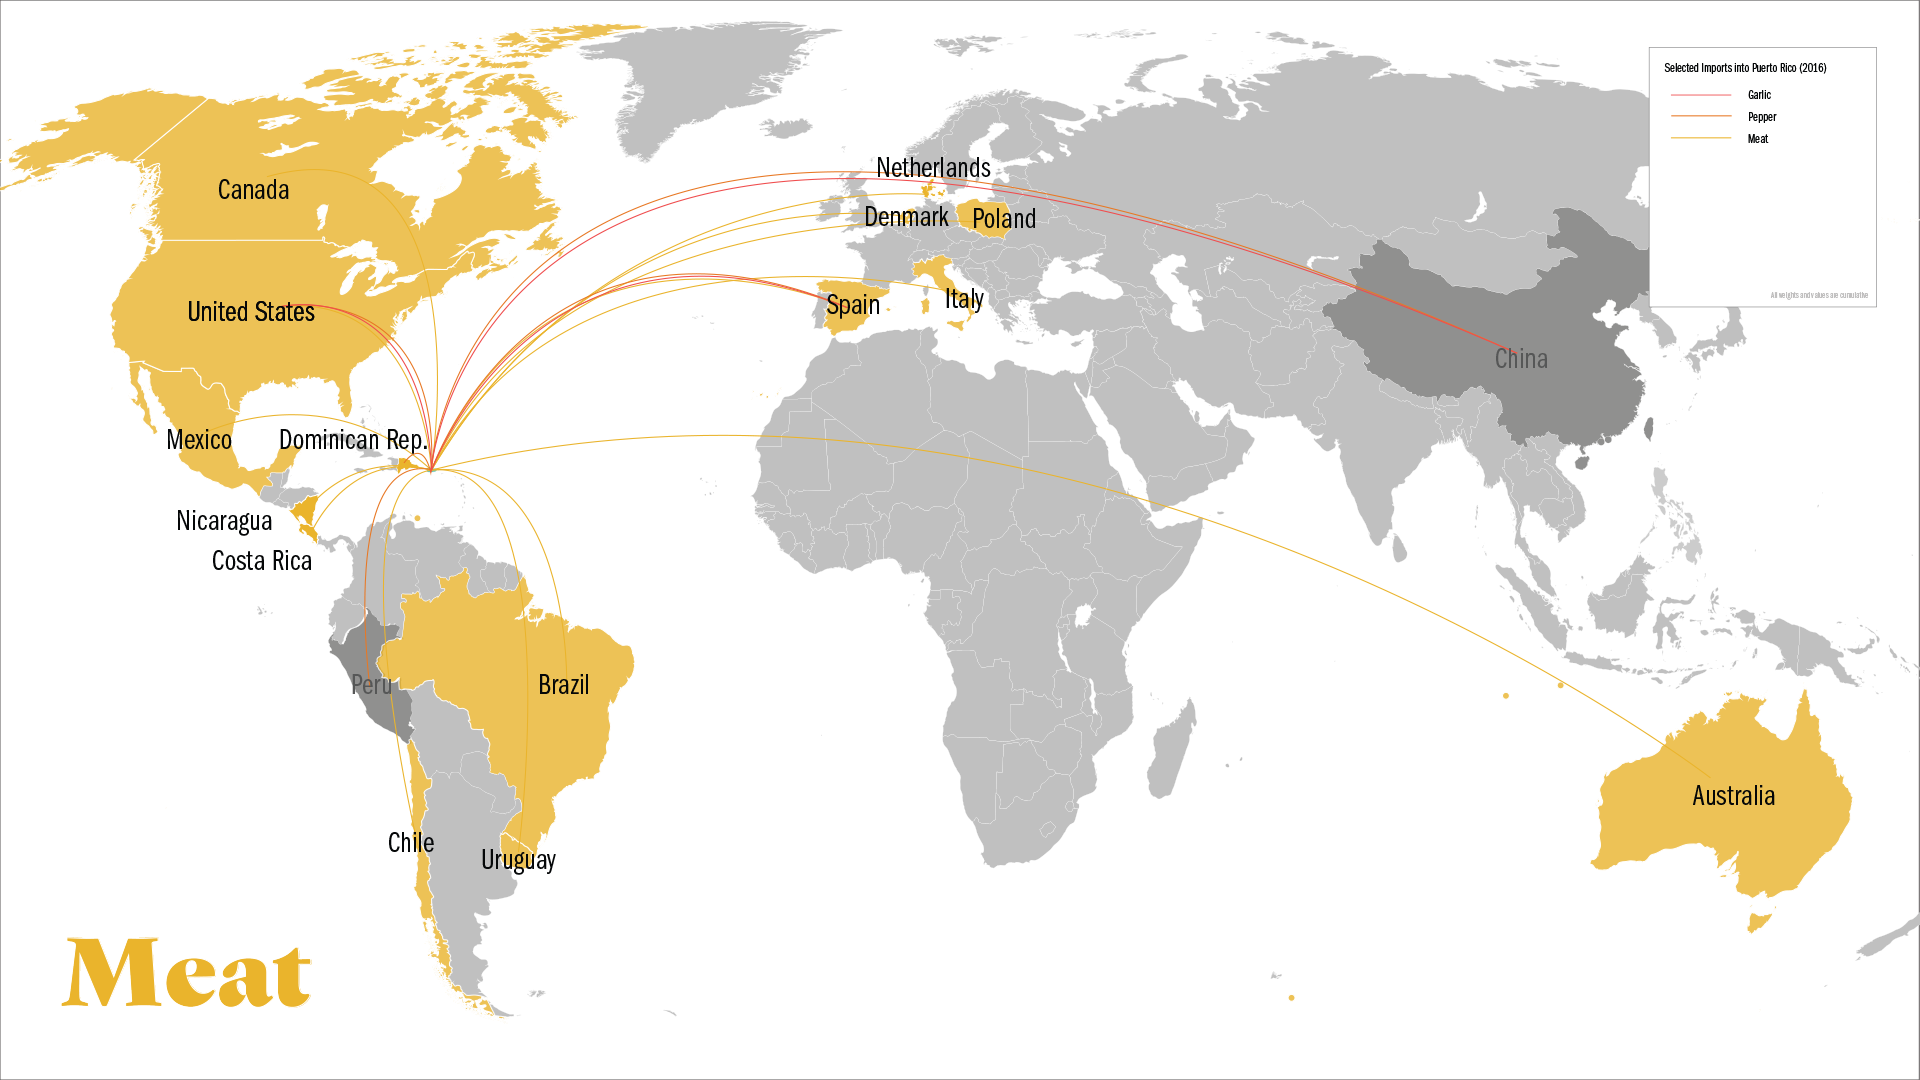 Selected Imports into Puerto Rico (2016)
Garlic
Pepper
Meat
All weights and values are cumulative
Netherlands
Canada
Denmark
Poland
Italy
Spain
United States
China
Mexico
Dominican Rep.
Nicaragua
Costa Rica
Peru
Brazil
Australia
Chile
Uruguay
Meat